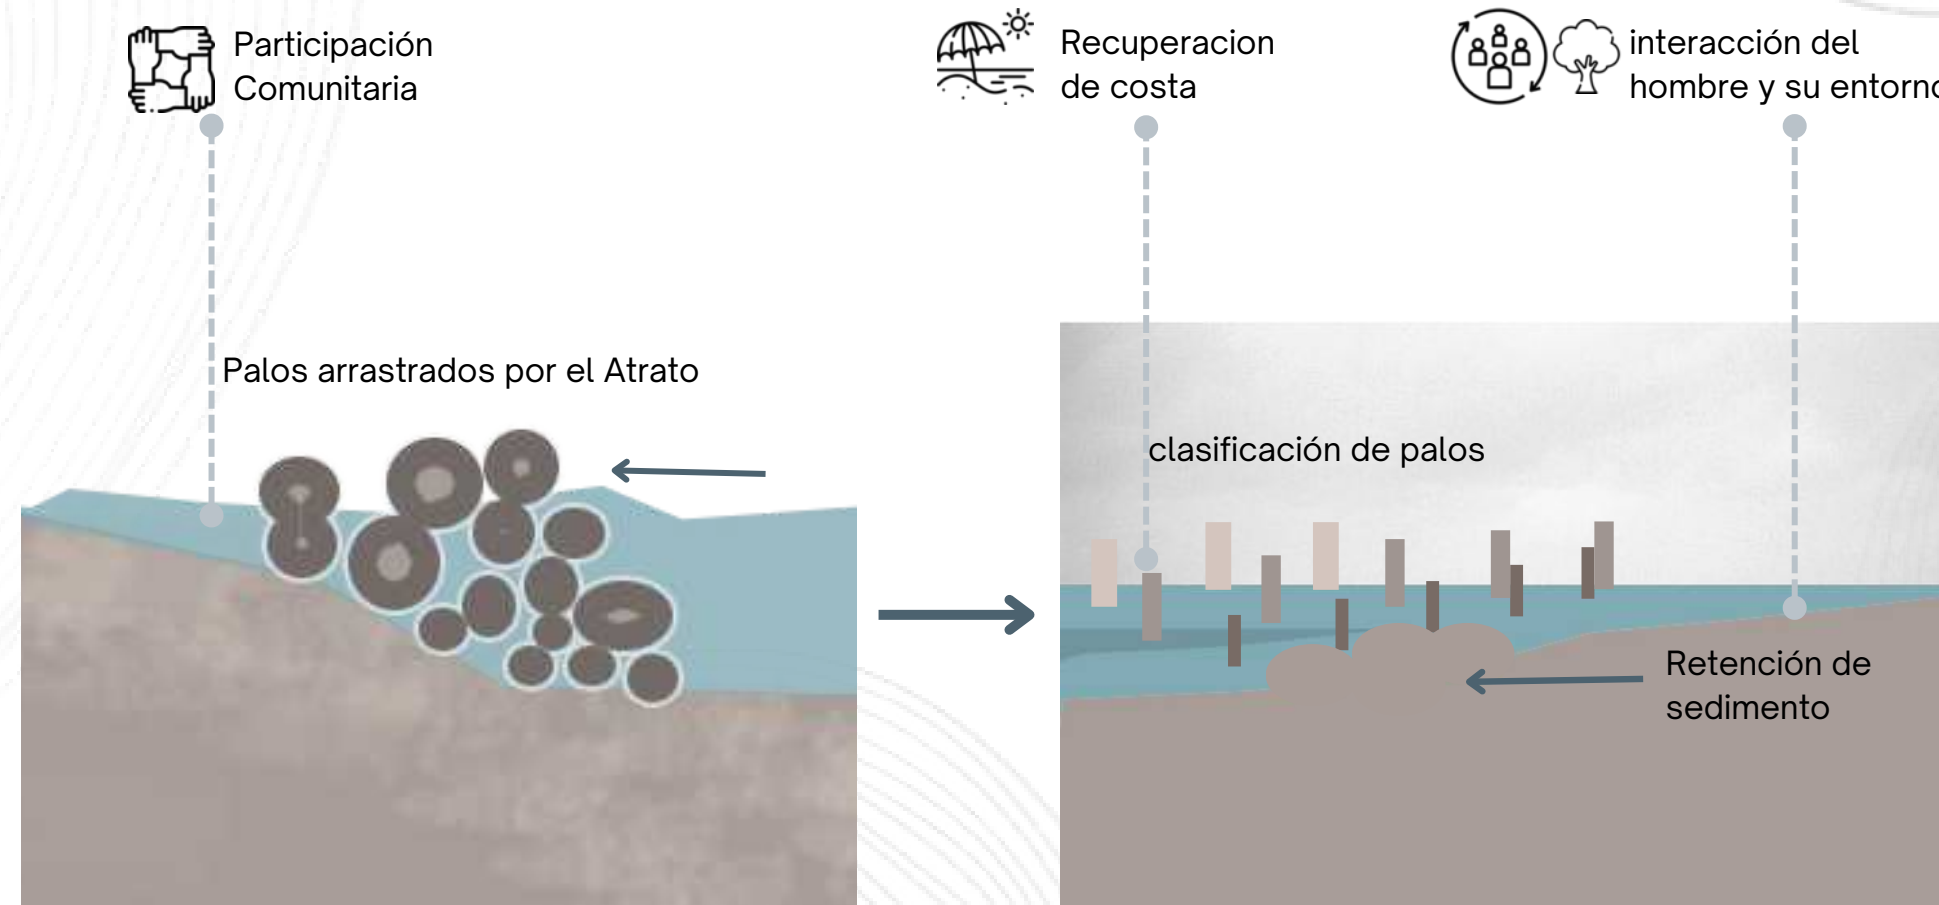 Participación
Comunitaria
Recuperacion
de costa
interacción del
hombre y su entorno
Palos arrastrados por el Atrato
clasificación de palos
Retención de
sedimento